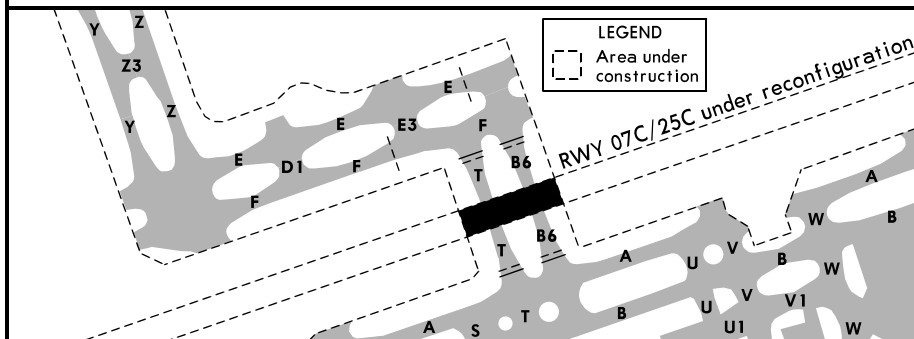 Y
Z
LEGEND
Area under
construction
RWY 07C/25C under reconfiguration
Z3
Z
Y
E
E
E3
F
E
D1
F
F
T
B6
A
B
W
T
B6
A
U
V
B
W
V
V1
B
U
U1
W
A
S
T